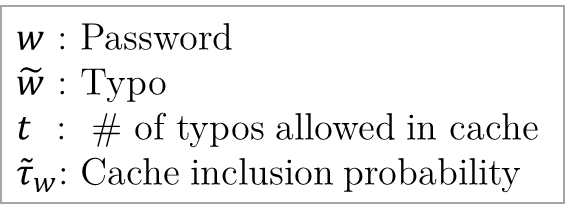 w : Password
w̃ : Typo
t : # of typos allowed in cache
τ̃_w: Cache inclusion probability